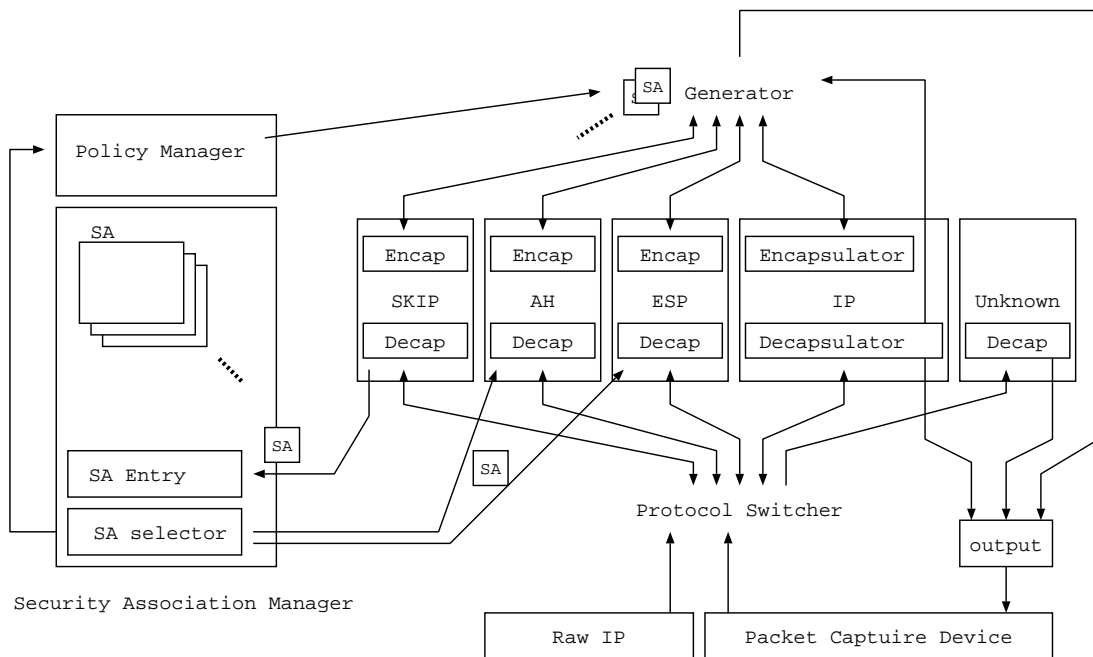 SA
S
Generator
Policy Manager
SA
Encap
Encap
Encap
Encapsulator
SKIP
AH
ESP
IP
Unknown
Decap
Decap
Decap
Decapsulator
Decap
SA
SA Entry
SA
SA selector
Protocol Switcher
output
Security Association Manager
Raw IP
Packet Captuire Device